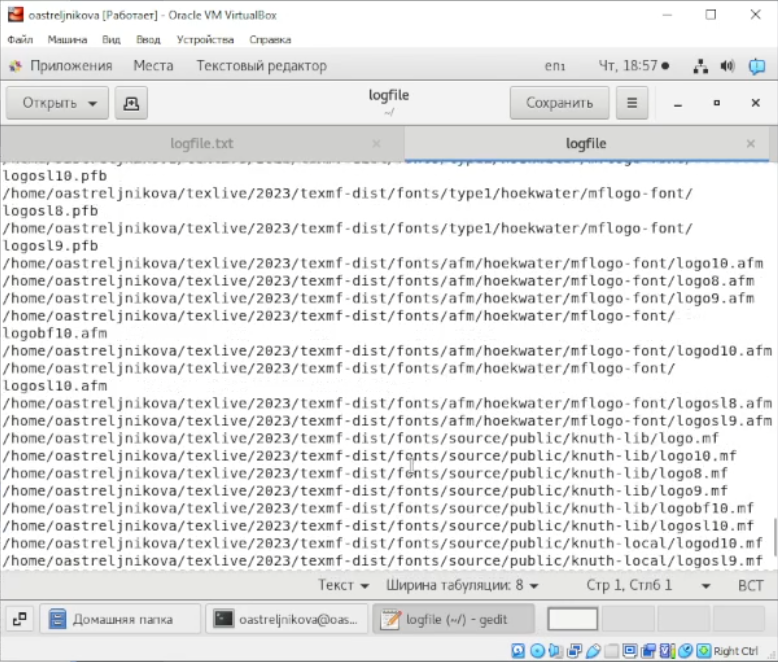 oastreljnikova [Работает] - Oracle VM VirtualBox
Файл Машина Вид Ввод Устройства Справка
Приложения Места Текстовый редактор en₁ Чт, 18:57
Открыть logfile Сохранить
~/
logfile.txt logfile
logosl10.pfb
/home/oastreljnikova/texlive/2023/texmf-dist/fonts/type1/hoekwater/mflogo-font/
logosl8.pfb
/home/oastreljnikova/texlive/2023/texmf-dist/fonts/type1/hoekwater/mflogo-font/
logosl9.pfb
/home/oastreljnikova/texlive/2023/texmf-dist/fonts/afm/hoekwater/mflogo-font/logo10.afm
/home/oastreljnikova/texlive/2023/texmf-dist/fonts/afm/hoekwater/mflogo-font/logo8.afm
/home/oastreljnikova/texlive/2023/texmf-dist/fonts/afm/hoekwater/mflogo-font/logo9.afm
/home/oastreljnikova/texlive/2023/texmf-dist/fonts/afm/hoekwater/mflogo-font/
logobf10.afm
/home/oastreljnikova/texlive/2023/texmf-dist/fonts/afm/hoekwater/mflogo-font/logod10.afm
/home/oastreljnikova/texlive/2023/texmf-dist/fonts/afm/hoekwater/mflogo-font/
logosl10.afm
/home/oastreljnikova/texlive/2023/texmf-dist/fonts/afm/hoekwater/mflogo-font/logosl8.afm
/home/oastreljnikova/texlive/2023/texmf-dist/fonts/afm/hoekwater/mflogo-font/logosl9.afm
/home/oastreljnikova/texlive/2023/texmf-dist/fonts/source/public/knuth-lib/logo.mf
/home/oastreljnikova/texlive/2023/texmf-dist/fonts/source/public/knuth-lib/logo10.mf
/home/oastreljnikova/texlive/2023/texmf-dist/fonts/source/public/knuth-lib/logo8.mf
/home/oastreljnikova/texlive/2023/texmf-dist/fonts/source/public/knuth-lib/logo9.mf
/home/oastreljnikova/texlive/2023/texmf-dist/fonts/source/public/knuth-lib/logobf10.mf
/home/oastreljnikova/texlive/2023/texmf-dist/fonts/source/public/knuth-lib/logosl10.mf
/home/oastreljnikova/texlive/2023/texmf-dist/fonts/source/public/knuth-local/logod10.mf
/home/oastreljnikova/texlive/2023/texmf-dist/fonts/source/public/knuth-local/logosl9.mf
Текст Ширина табуляции: 8 Стр 1, Стлб 1 ВСТ
Домашняя папка oastreljnikova@oas... logfile (~/) - gedit
Right Ctrl